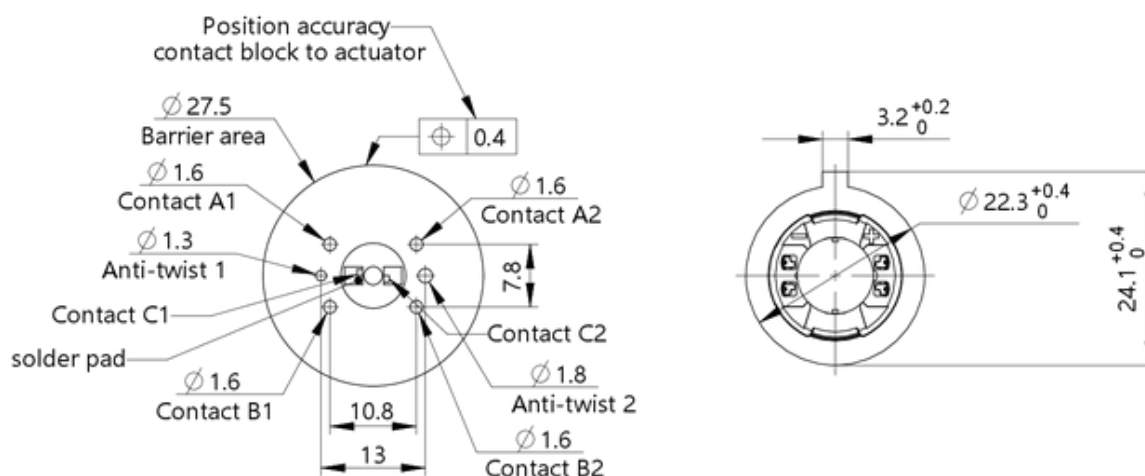 Position accuracy
contact block to actuator
∅ 27.5
Barrier area
⌖ 0.4
∅ 1.6
Contact A1
∅ 1.6
Contact A2
∅ 1.3
Anti-twist 1
7.8
Contact C1
Contact C2
solder pad
∅ 1.6
Contact B1
∅ 1.8
Anti-twist 2
10.8
∅ 1.6
Contact B2
13
3.2 +0.2 0
∅ 22.3 +0.4 0
24.1 +0.4 0